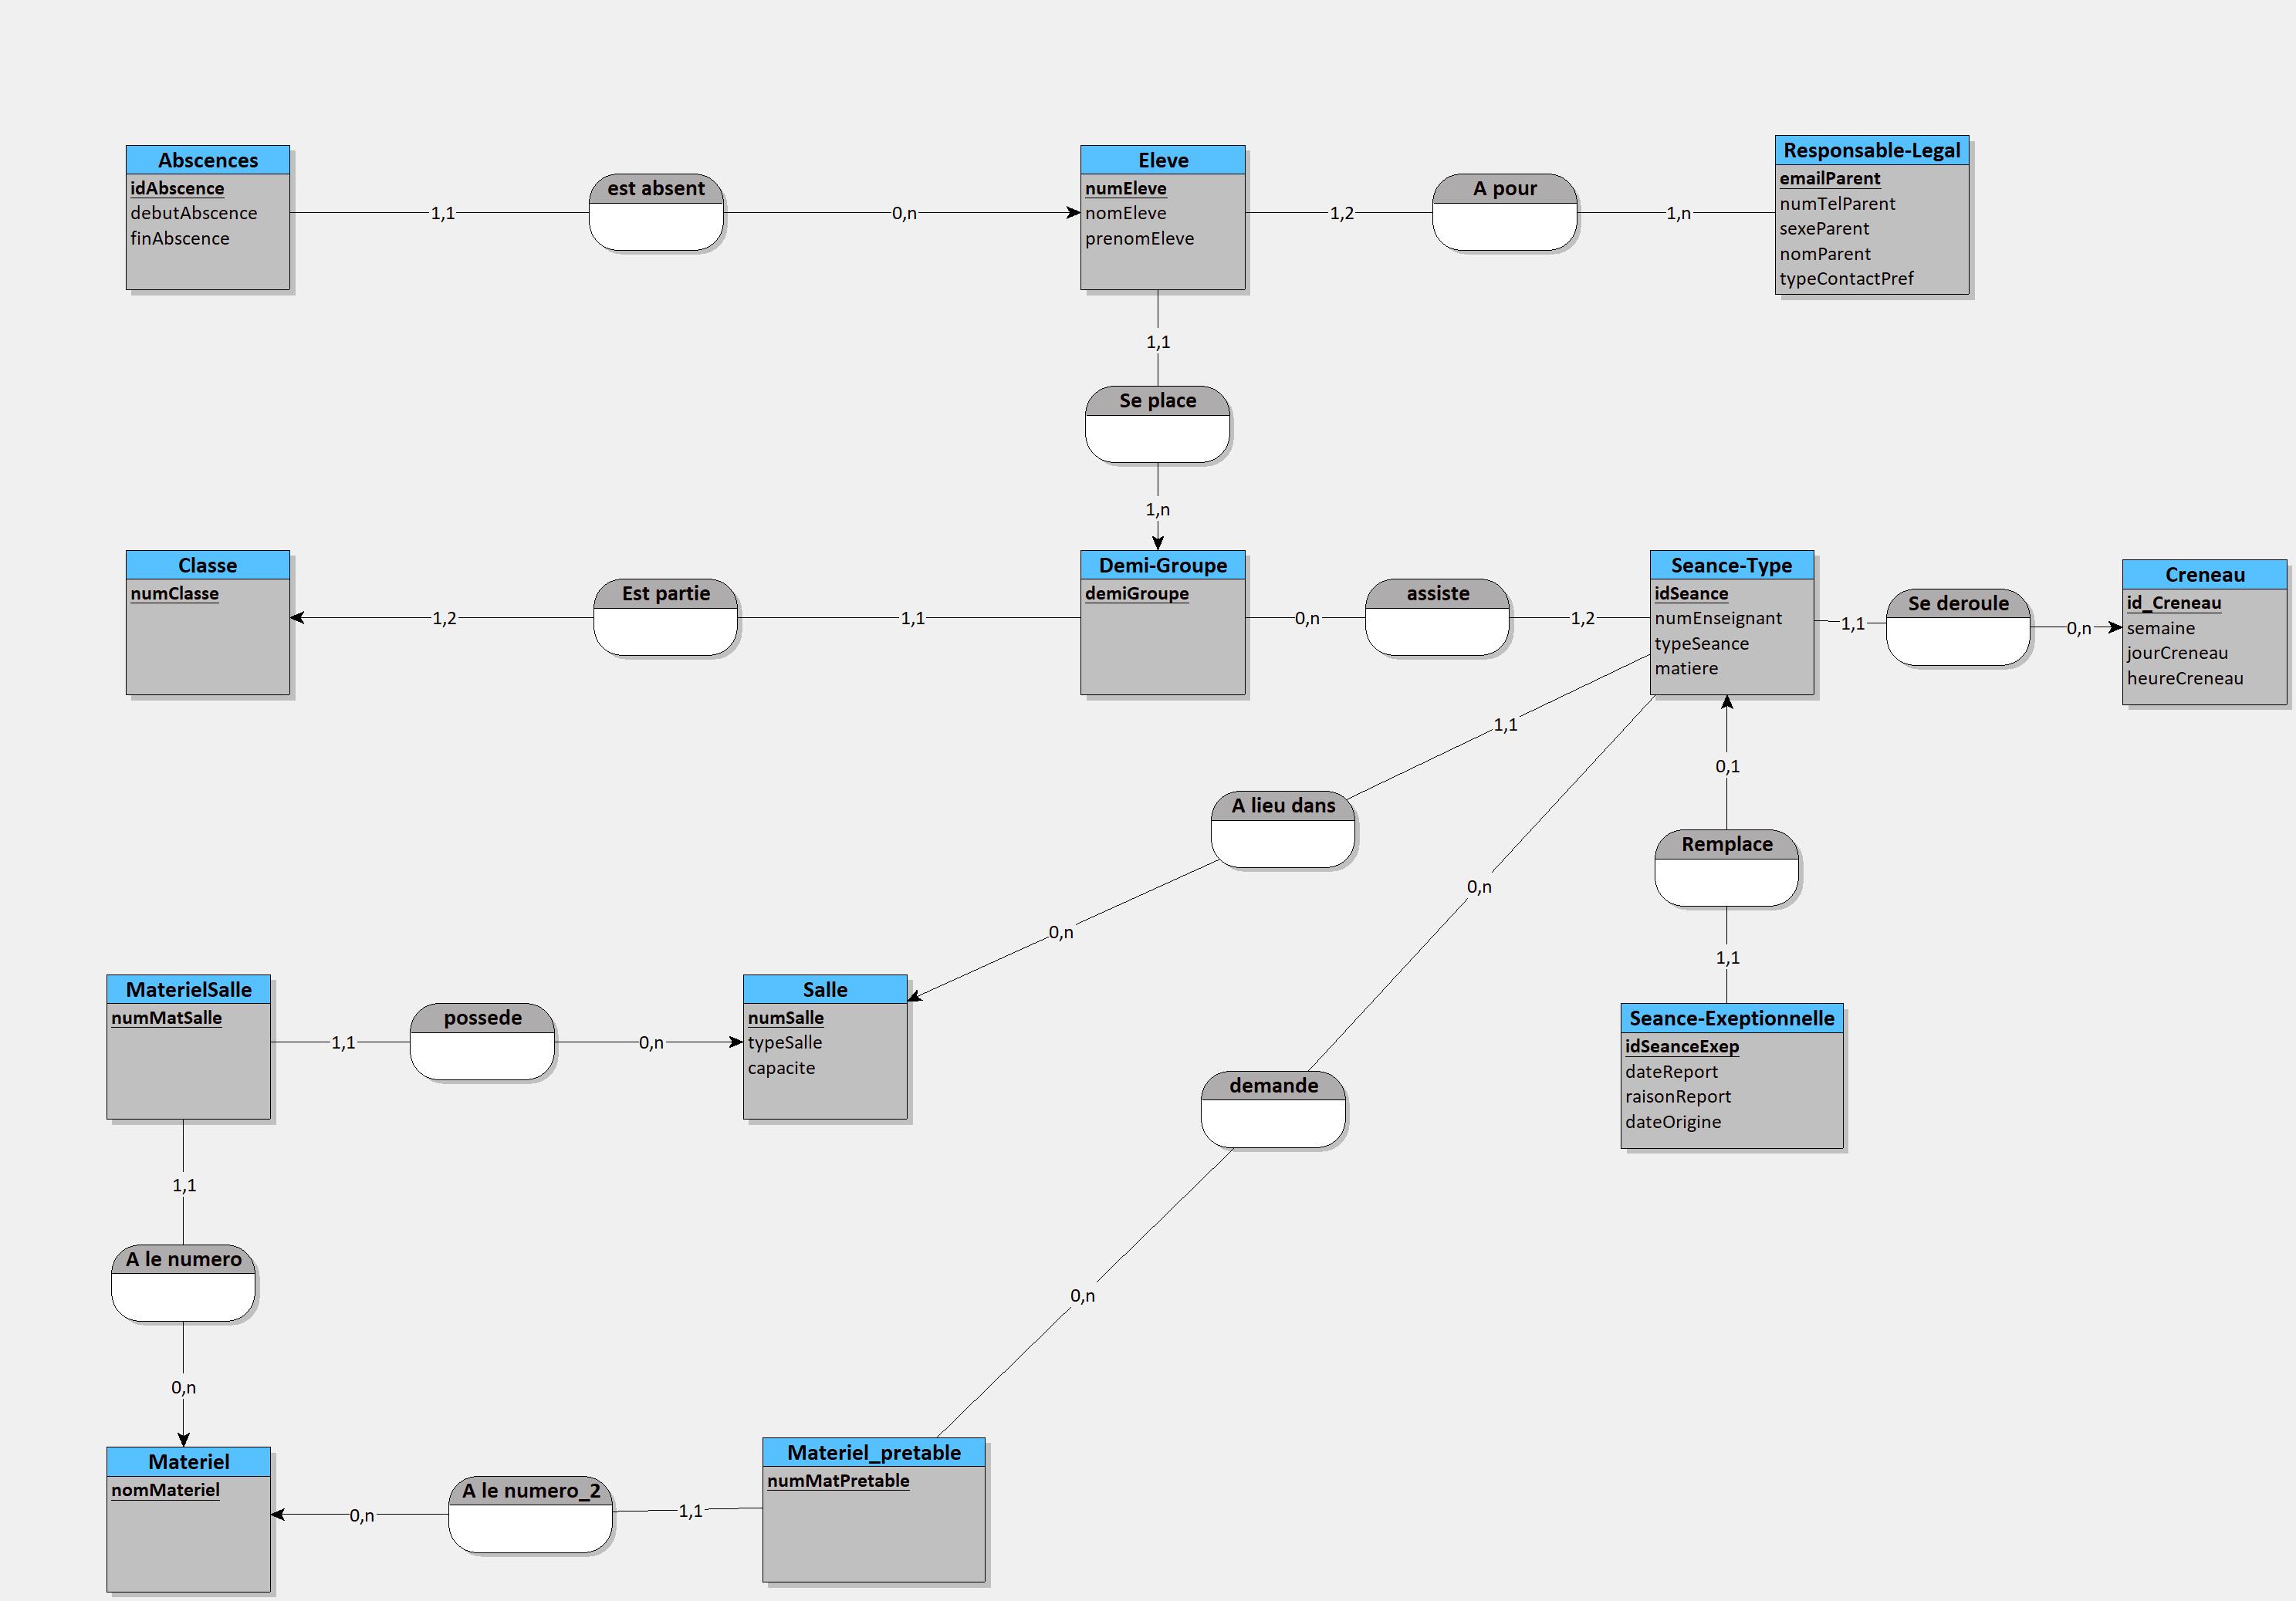 Abscences
idAbscence
debutAbscence
finAbscence
1,1
est absent
0,n
Eleve
numEleve
nomEleve
prenomEleve
1,2
A pour
1,n
Responsable-Legal
emailParent
numTelParent
sexeParent
nomParent
typeContactPref
1,1
Se place
1,n
Classe
numClasse
1,2
Est partie
1,1
Demi-Groupe
demiGroupe
0,n
assiste
1,2
Seance-Type
idSeance
numEnseignant
typeSeance
matiere
1,1
Se deroule
0,n
Creneau
id_Creneau
semaine
jourCreneau
heureCreneau
1,1
A lieu dans
0,n
0,1
Remplace
1,1
0,n
MaterielSalle
numMatSalle
1,1
possede
0,n
Salle
numSalle
typeSalle
capacite
Seance-Exeptionnelle
idSeanceExep
dateReport
raisonReport
dateOrigine
demande
1,1
A le numero
0,n
0,n
Materiel
nomMateriel
0,n
A le numero_2
1,1
Materiel_pretable
numMatPretable